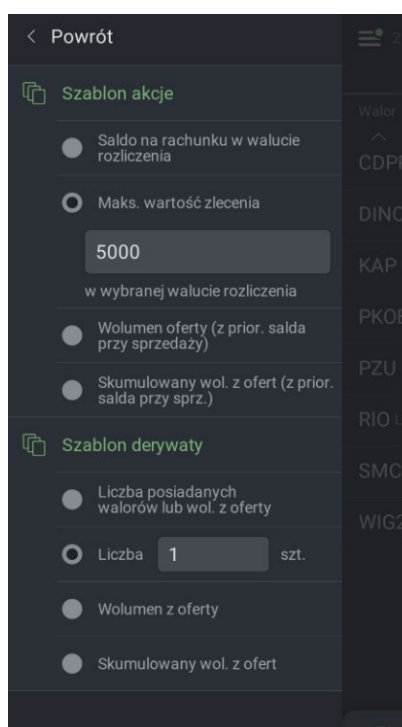 < Powrót
2
Szablon akcje
Walor
Saldo na rachunku w walucie
rozliczenia
CDPR
Maks. wartość zlecenia
DINO
5000
KAP
w wybranej walucie rozliczenia
Wolumen oferty (z prior. salda
przy sprzedaży)
PKOB
Skumulowany wol. z ofert (z prior.
salda przy sprz.)
PZU
Szablon derywaty
RIO L
Liczba posiadanych
walorów lub wol. z oferty
SMC
Liczba 1 szt.
WIG2
Wolumen z oferty
Skumulowany wol. z ofert